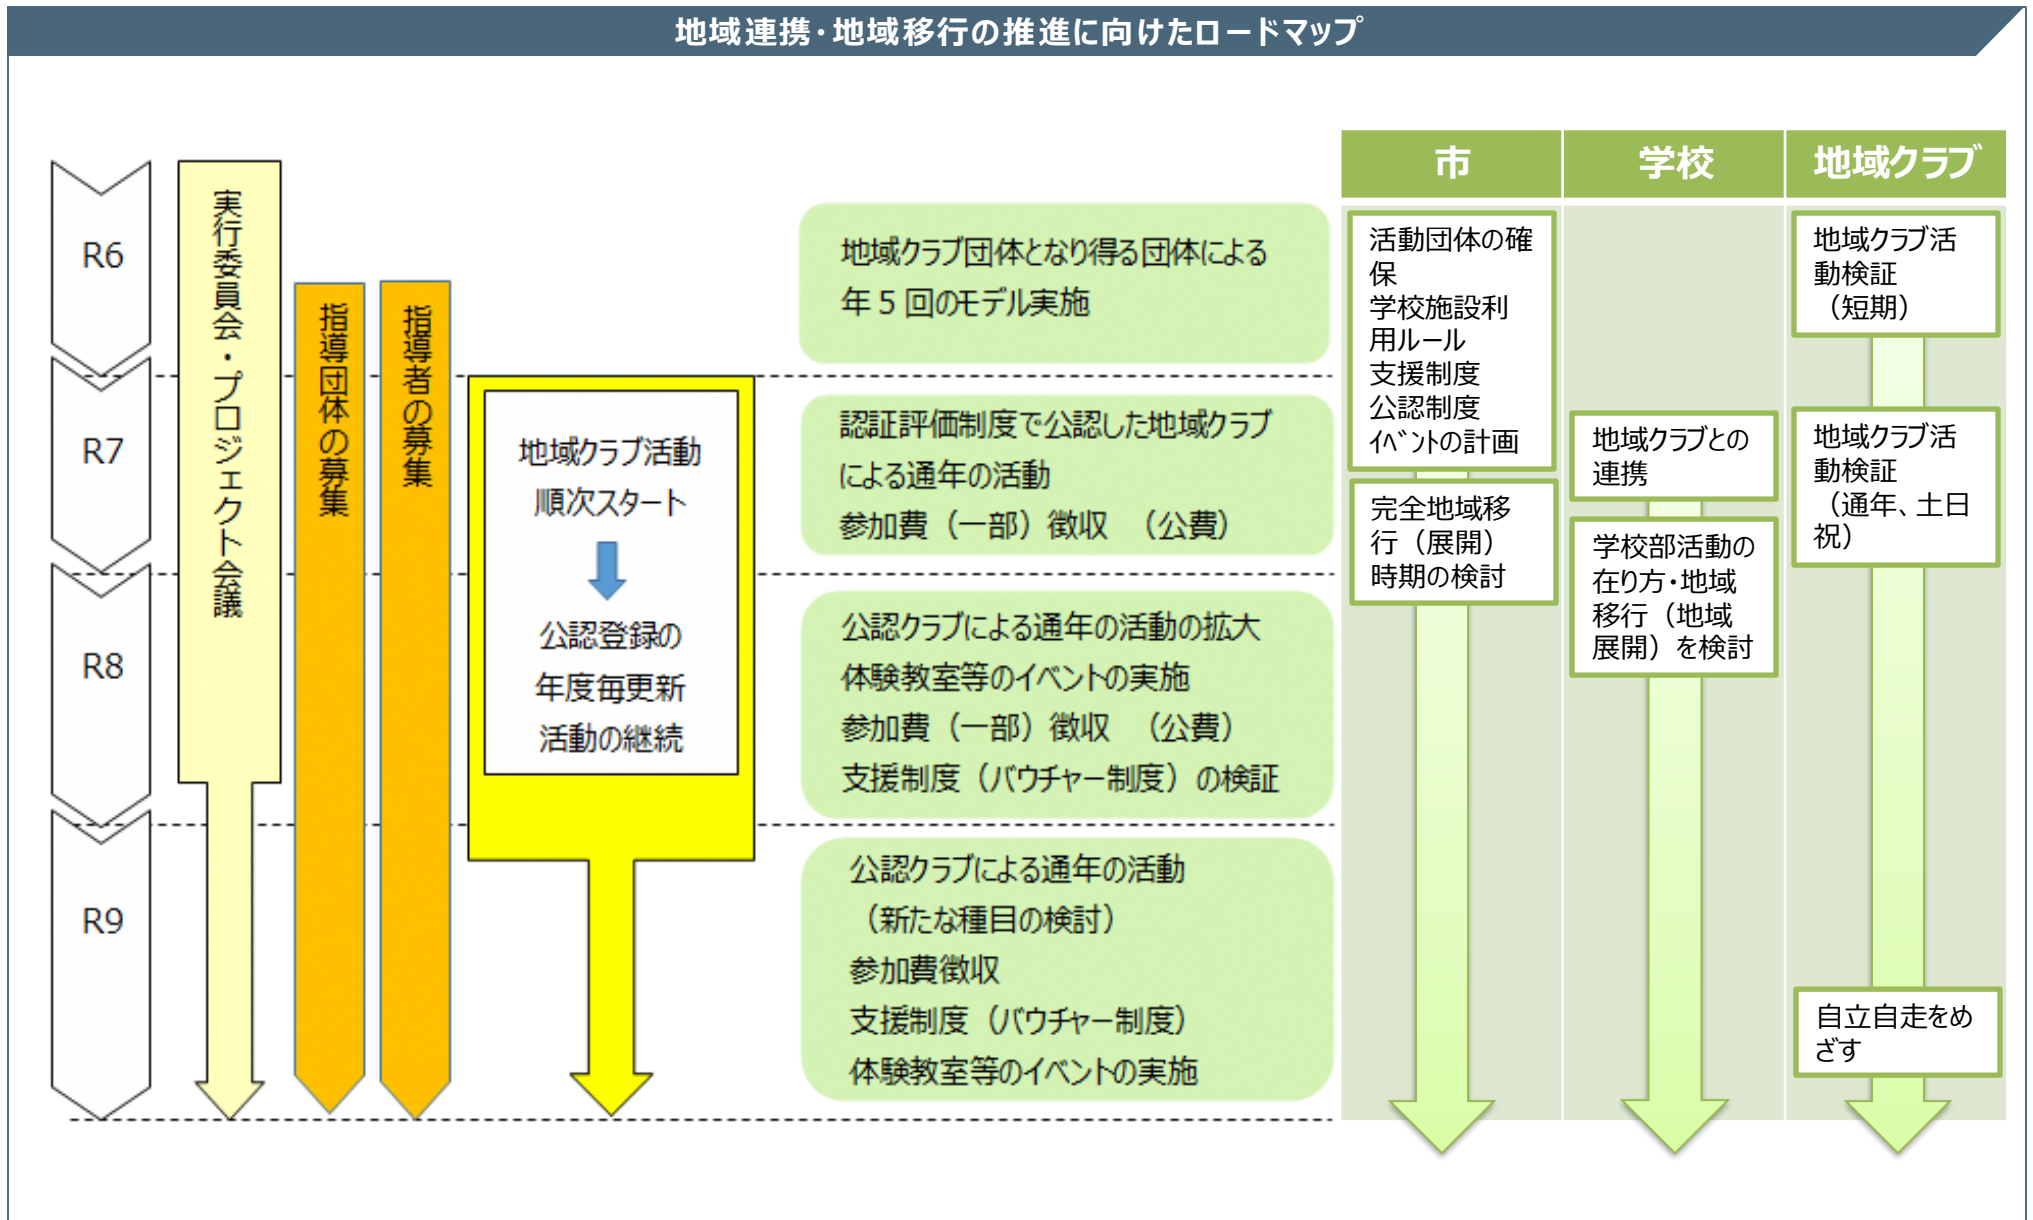 地域連携・地域移行の推進に向けたロードマップ
R6
R7
R8
R9
実行委員会・プロジェクト会議
指導団体の募集
指導者の募集
地域クラブ活動
順次スタート
公認登録の
年度毎更新
活動の継続
地域クラブ団体となり得る団体による
年５回のモデル実施
認証評価制度で公認した地域クラブ
による通年の活動
参加費（一部）徴収　（公費）
公認クラブによる通年の活動の拡大
体験教室等のイベントの実施
参加費（一部）徴収　（公費）
支援制度（バウチャー制度）の検証
公認クラブによる通年の活動
（新たな種目の検討）
参加費徴収
支援制度（バウチャー制度）
体験教室等のイベントの実施
市
活動団体の確
保
学校施設利
用ルール
支援制度
公認制度
ｲﾍﾞﾝﾄの計画
完全地域移
行（展開）
時期の検討
学校
地域クラブとの
連携
学校部活動の
在り方・地域
移行（地域
展開）を検討
地域クラブ
地域クラブ活
動検証
（短期）
地域クラブ活
動検証
（通年、土日
祝）
自立自走をめ
ざす